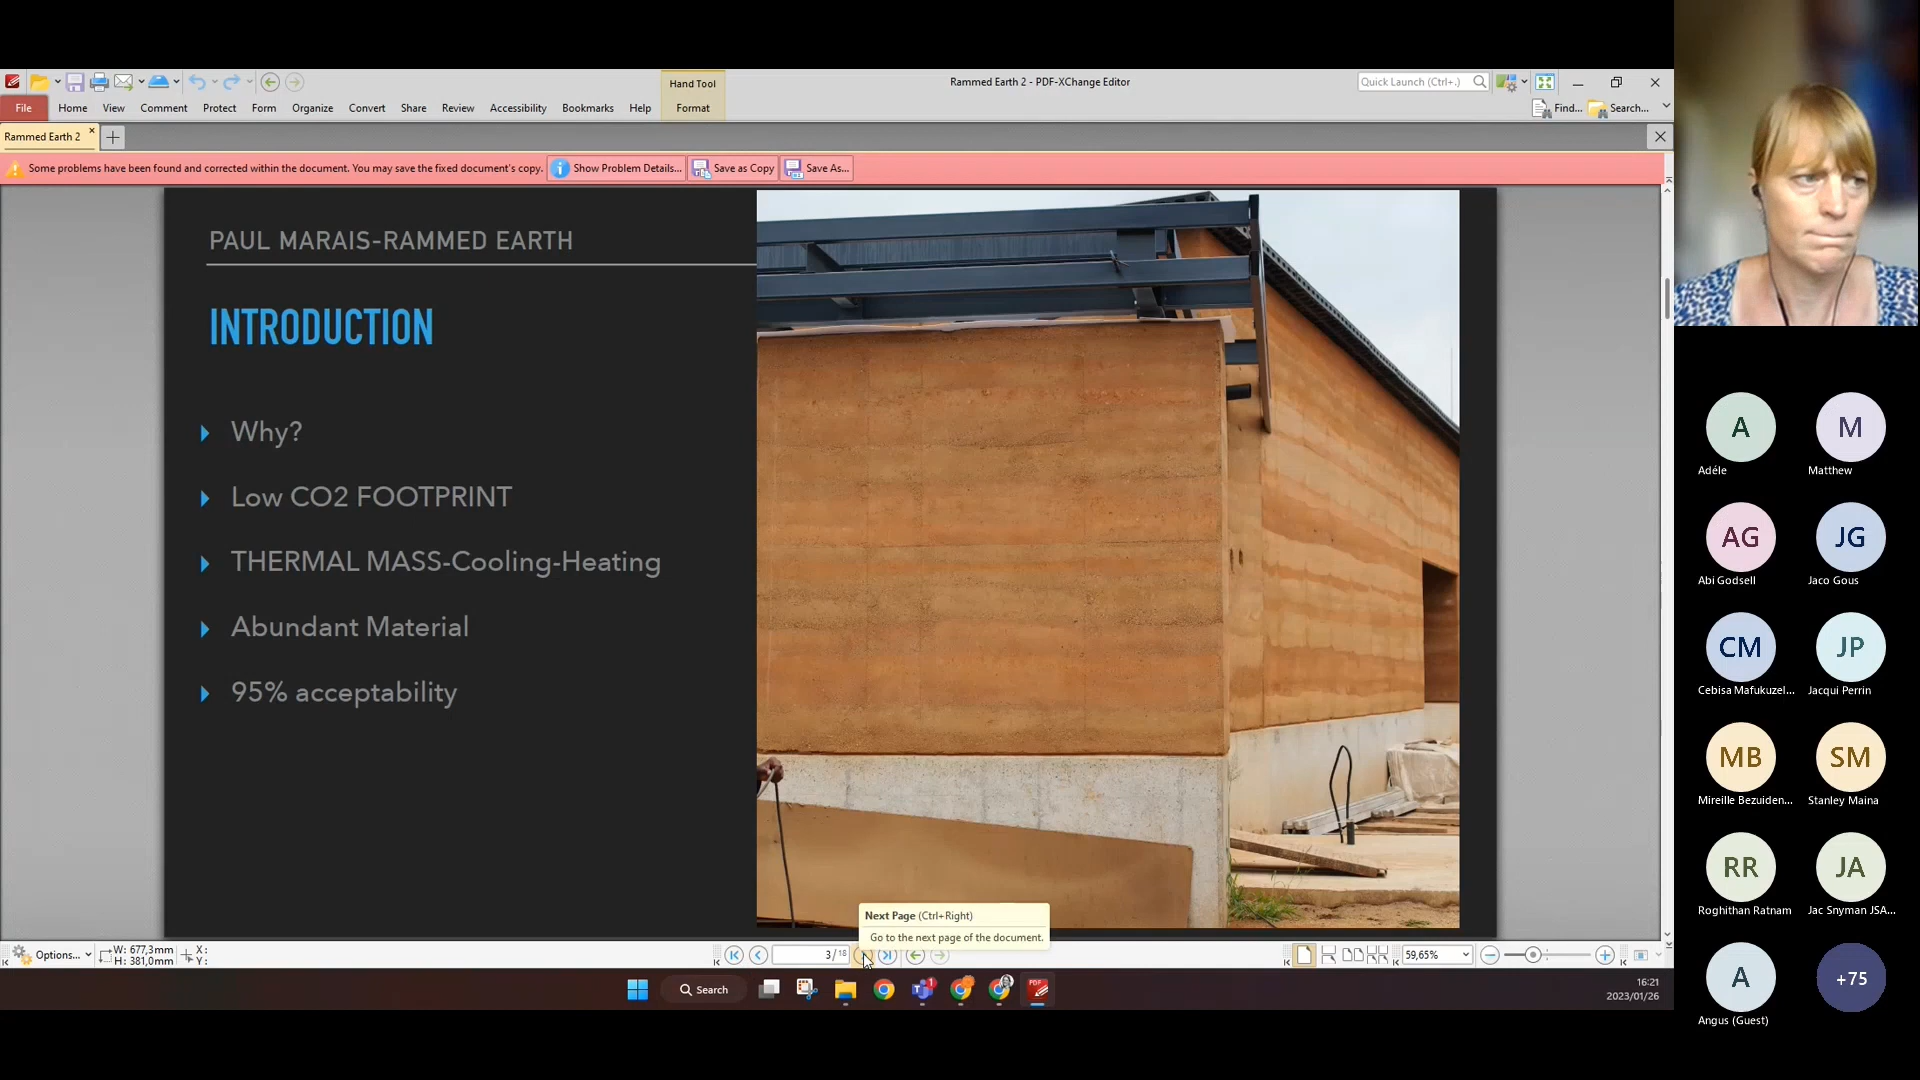 Hand Tool
Rammed Earth 2 - PDF-XChange Editor
Quick Launch (Ctrl+.)
File
Home
View
Comment
Protect
Form
Organize
Convert
Share
Review
Accessibility
Bookmarks
Help
Format
Find...
Search...
Rammed Earth 2
Some problems have been found and corrected within the document. You may save the fixed document's copy.
Show Problem Details...
Save as Copy
Save As...
PAUL MARAIS-RAMMED EARTH
INTRODUCTION
Why?
Low CO2 FOOTPRINT
THERMAL MASS-Cooling-Heating
Abundant Material
95% acceptability
Next Page (Ctrl+Right)
Go to the next page of the document.
Options...
W: 677,3mm
H: 381,0mm
X:
Y:
3 / 18
59,65%
Search
1
PDF
16:21
2023/01/26
A
Adéle
M
Matthew
AG
Abi Godsell
JG
Jaco Gous
CM
Cebisa Mafukuzel...
JP
Jacqui Perrin
MB
Mireille Bezuiden...
SM
Stanley Maina
RR
Roghithan Ratnam
JA
Jac Snyman JSA...
A
Angus (Guest)
+75